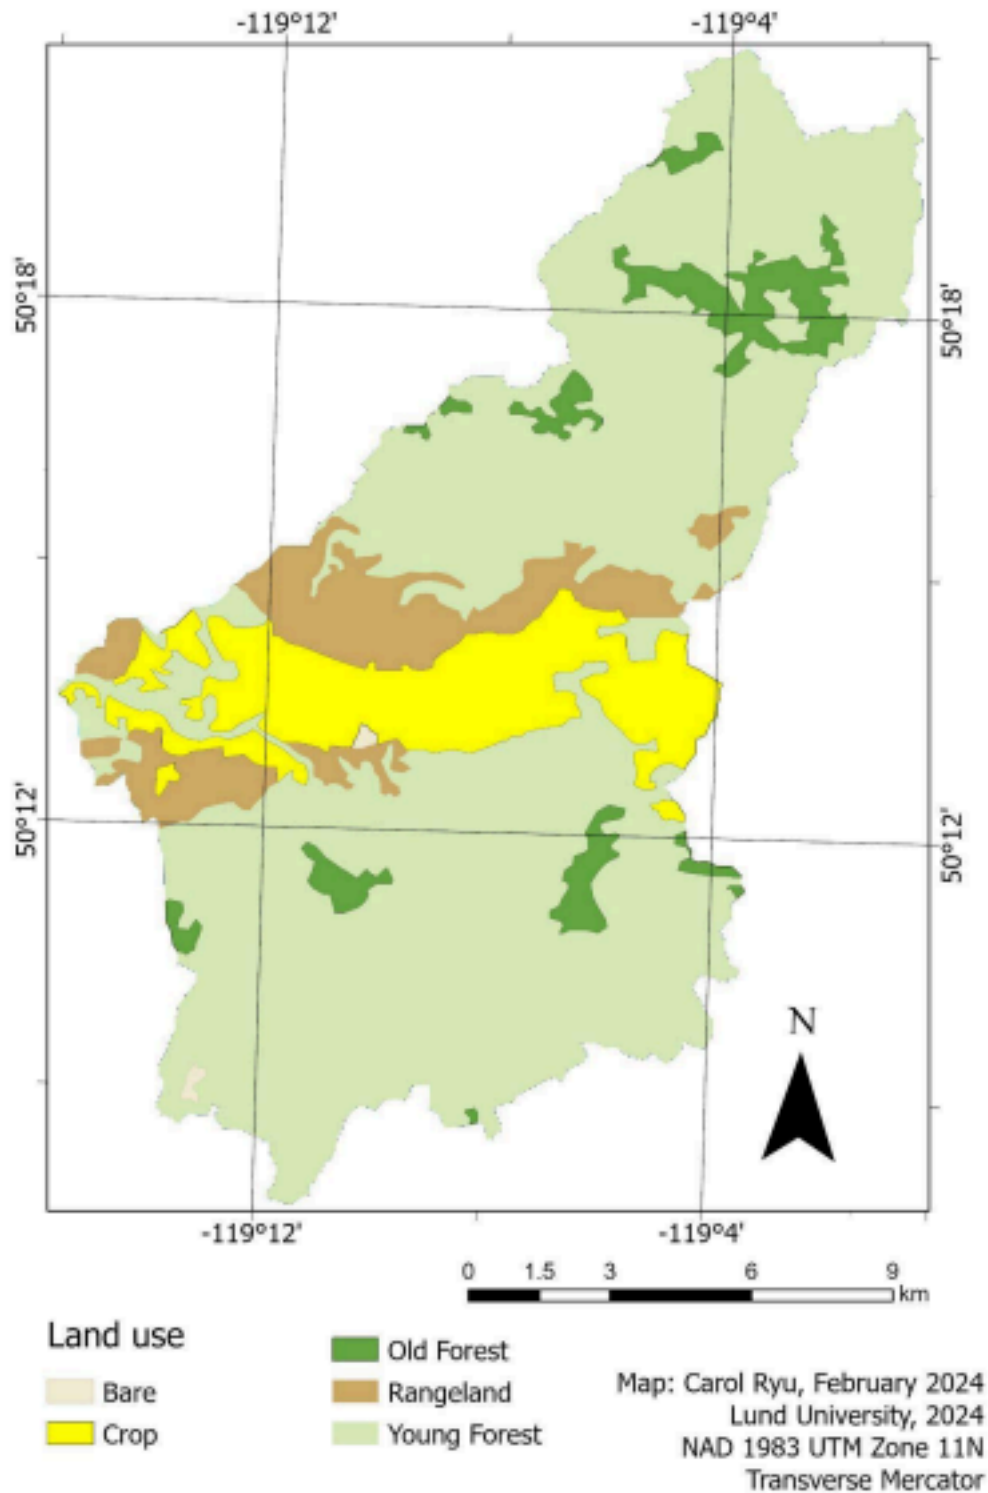 -119°12'
-119°4'
50°18'
50°18'
50°12'
50°12'
N
-119°12'
-119°4'
0 1.5 3 6 9
km
Land use
Bare
Crop
Old Forest
Rangeland
Young Forest
Map: Carol Ryu, February 2024
Lund University, 2024
NAD 1983 UTM Zone 11N
Transverse Mercator